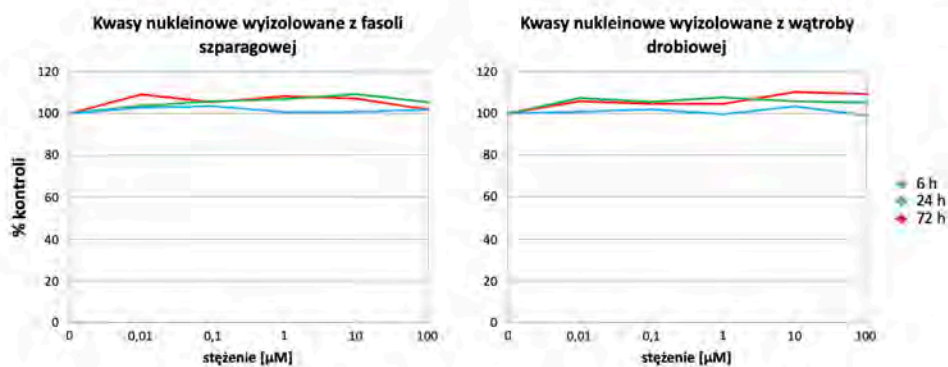 Kwasy nukleinowe wyizolowane z fasoli
szparagowej
120
100
80
60
40
20
0
% kontroli
0 0,01 0,1 1 10 100
stężenie [µM]
Kwasy nukleinowe wyizolowane z wątroby
drobiowej
120
100
80
60
40
20
0
0 0,01 0,1 1 10 100
stężenie [µM]
6 h
24 h
72 h